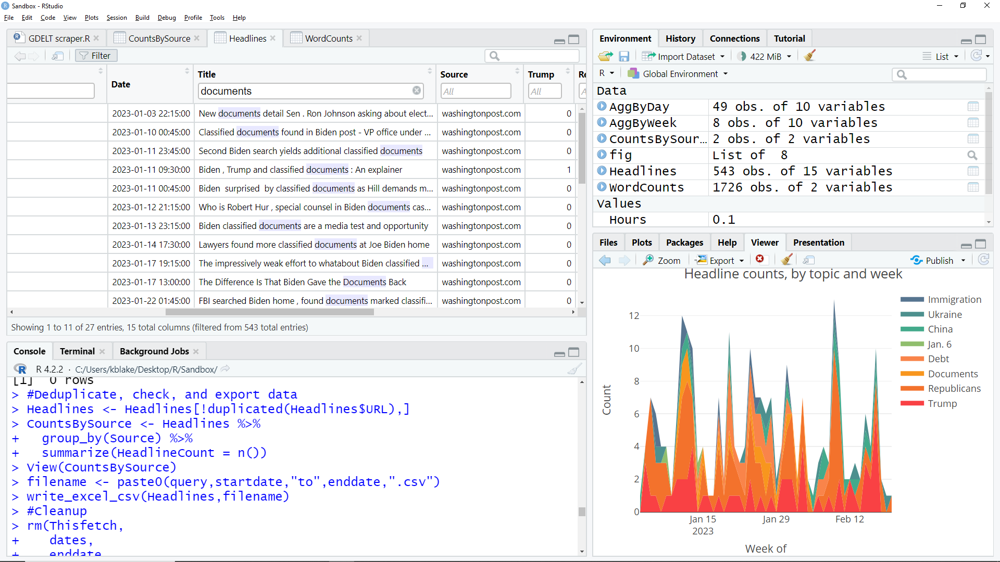 Sandbox - RStudio
File Edit Code View Plots Session Build Debug Profile Tools Help
GDELT scraper.R CountsBySource Headlines WordCounts
Filter
Date Title Source Trump Re
documents All All A
2023-01-03 22:15:00 New documents detail Sen . Ron Johnson asking about elect... washingtonpost.com 0
2023-01-10 00:45:00 Classified documents found in Biden post - VP office under ... washingtonpost.com 0
2023-01-11 23:45:00 Second Biden search yields additional classified documents washingtonpost.com 0
2023-01-11 09:30:00 Biden , Trump and classified documents : An explainer washingtonpost.com 1
2023-01-11 00:45:00 Biden surprised by classified documents as Hill demands m... washingtonpost.com 0
2023-01-12 21:15:00 Who is Robert Hur , special counsel in Biden documents cas... washingtonpost.com 0
2023-01-13 23:15:00 Biden classified documents are a media test and opportunity washingtonpost.com 0
2023-01-14 17:30:00 Lawyers found more classified documents at Joe Biden home washingtonpost.com 0
2023-01-17 19:15:00 The impressively weak effort to whatabout Biden classified ... washingtonpost.com 0
2023-01-17 13:00:00 The Difference Is That Biden Gave the Documents Back washingtonpost.com 0
2023-01-22 01:45:00 FBI searched Biden home , found documents marked classifi... washingtonpost.com 0
Showing 1 to 11 of 27 entries, 15 total columns (filtered from 543 total entries)
Console Terminal Background Jobs
R 4.2.2 · C:/Users/kblake/Desktop/R/Sandbox/
[1] 0 rows
> #Deduplicate, check, and export data
> Headlines <- Headlines[!duplicated(Headlines$URL),]
> CountsBySource <- Headlines %>%
+ group_by(Source) %>%
+ summarize(HeadlineCount = n())
> View(CountsBySource)
> filename <- paste0(query,startdate,"to",enddate,".csv")
> write_excel_csv(Headlines,filename)
> #Cleanup
> rm(Thisfetch,
+ dates,
+ enddate
Environment History Connections Tutorial
Import Dataset 422 MiB List
R Global Environment
Data
AggByDay 49 obs. of 10 variables
AggByWeek 8 obs. of 10 variables
CountsBySour... 2 obs. of 2 variables
fig List of 8
Headlines 543 obs. of 15 variables
WordCounts 1726 obs. of 2 variables
Values
Hours 0.1
Files Plots Packages Help Viewer Presentation
Zoom Export Publish
Headline counts, by topic and week
Immigration
Ukraine
China
Jan. 6
Debt
Documents
Republicans
Trump
Count
12
10
8
6
4
2
0
Jan 15 Jan 29 Feb 12
2023
Week of